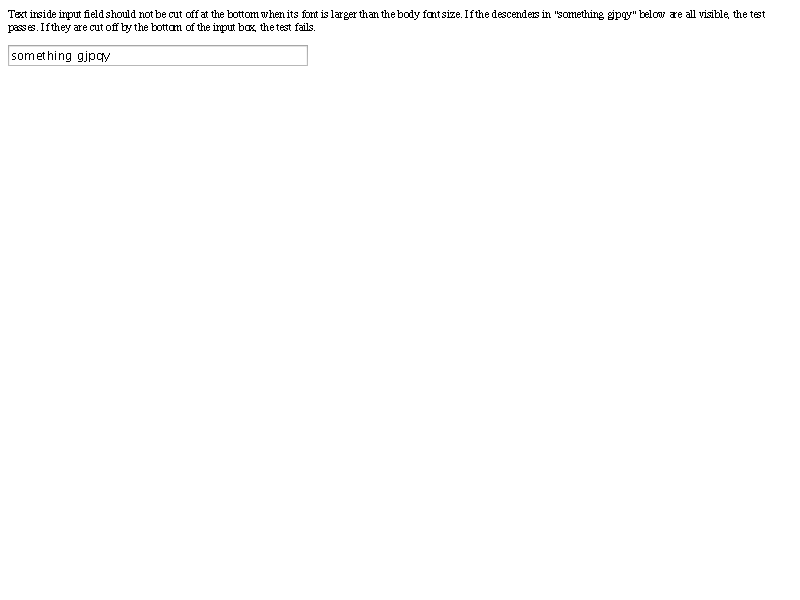 Text inside input field should not be cut off at the bottom when its font is larger than the body font size. If the descenders in "something gjpqy" below are all visible, the test
passes. If they are cut off by the bottom of the input box, the test fails.
something gjpqy